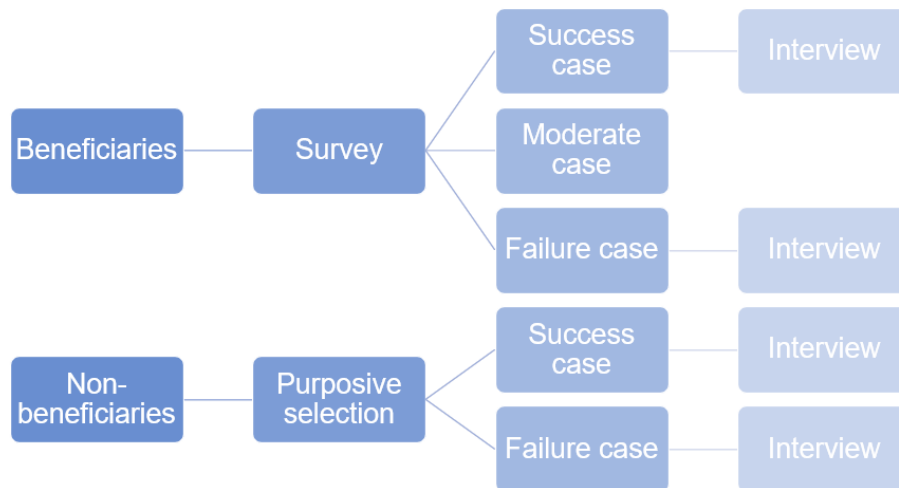 Success
case
Interview
Beneficiaries
Survey
Moderate
case
Failure case
Interview
Success
case
Interview
Non-
beneficiaries
Purposive
selection
Failure case
Interview